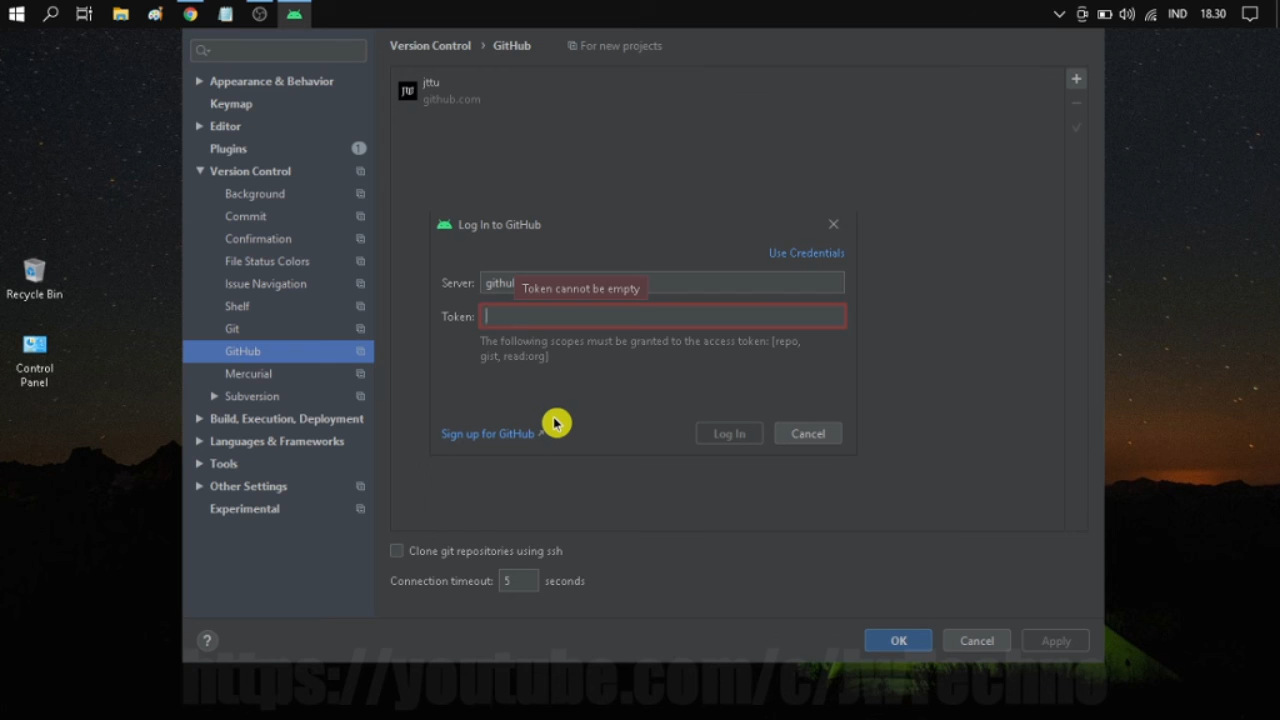 IND
18.30
Version Control › GitHub
For new projects
Appearance & Behavior
Keymap
Editor
Plugins
1
Version Control
Background
Commit
Confirmation
File Status Colors
Issue Navigation
Shelf
Git
GitHub
Mercurial
Subversion
Build, Execution, Deployment
Languages & Frameworks
Tools
Other Settings
Experimental
jttu
github.com
Log In to GitHub
Use Credentials
Server:
Token cannot be empty
Token:
The following scopes must be granted to the access token: [repo,
gist, read:org]
Sign up for GitHub
Log In
Cancel
Clone git repositories using ssh
Connection timeout: 5 seconds
?
OK
Cancel
Apply
Recycle Bin
Control
Panel